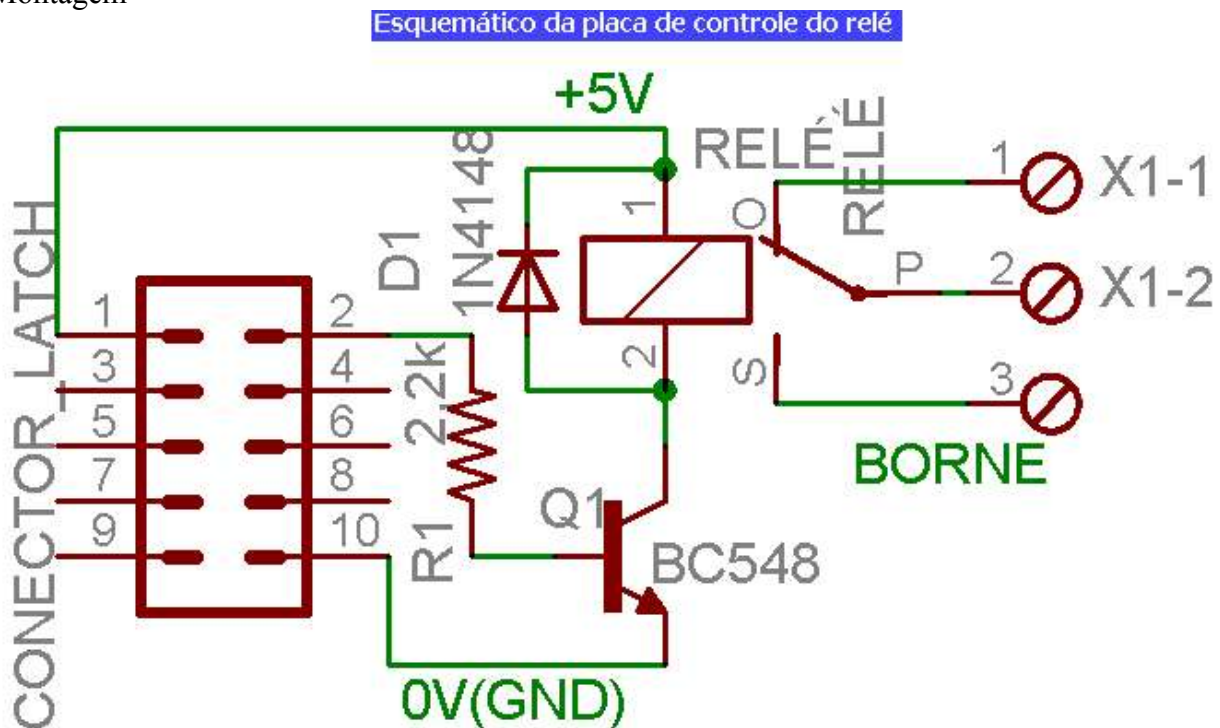 Montagem
Esquemático da placa de controle do relé
+5V
RELÉ
RELÉ
1N4148
D1
CONECTOR_LATCH
1
2
3
4
5
6
7
8
9
10
2,2k
R1
1
2
O
P
S
1
X1-1
2
X1-2
3
BORNE
Q1
BC548
0V(GND)